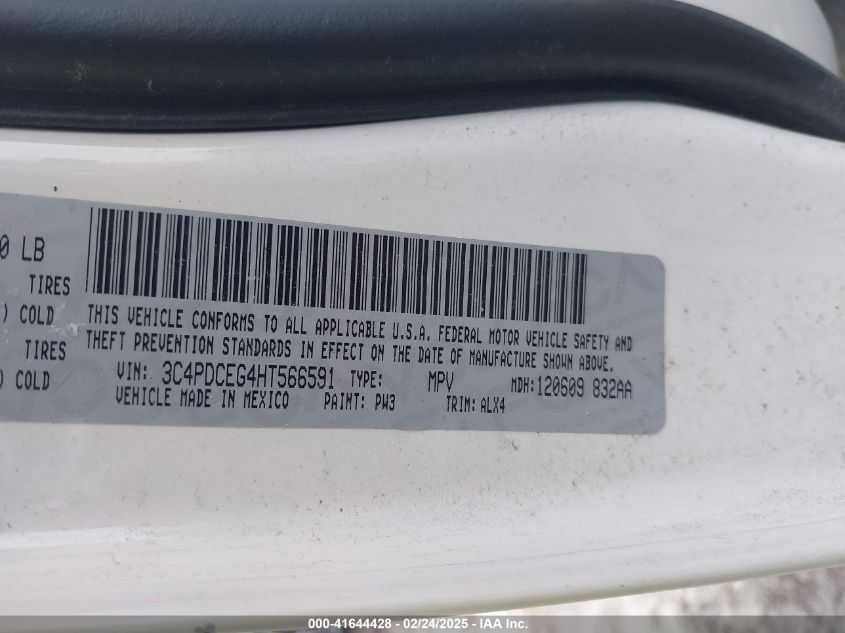 0 LB
TIRES
) COLD
TIRES
) COLD
THIS VEHICLE CONFORMS TO ALL APPLICABLE U.S.A. FEDERAL MOTOR VEHICLE SAFETY AND
THEFT PREVENTION STANDARDS IN EFFECT ON THE DATE OF MANUFACTURE SHOWN ABOVE.
VIN: 3C4PDCEG4HT566591 TYPE: MPV MDH:120609 832AA
VEHICLE MADE IN MEXICO PAINT: PW3 TRIM: ALX4
000-41644428 - 02/24/2025 - IAA Inc.